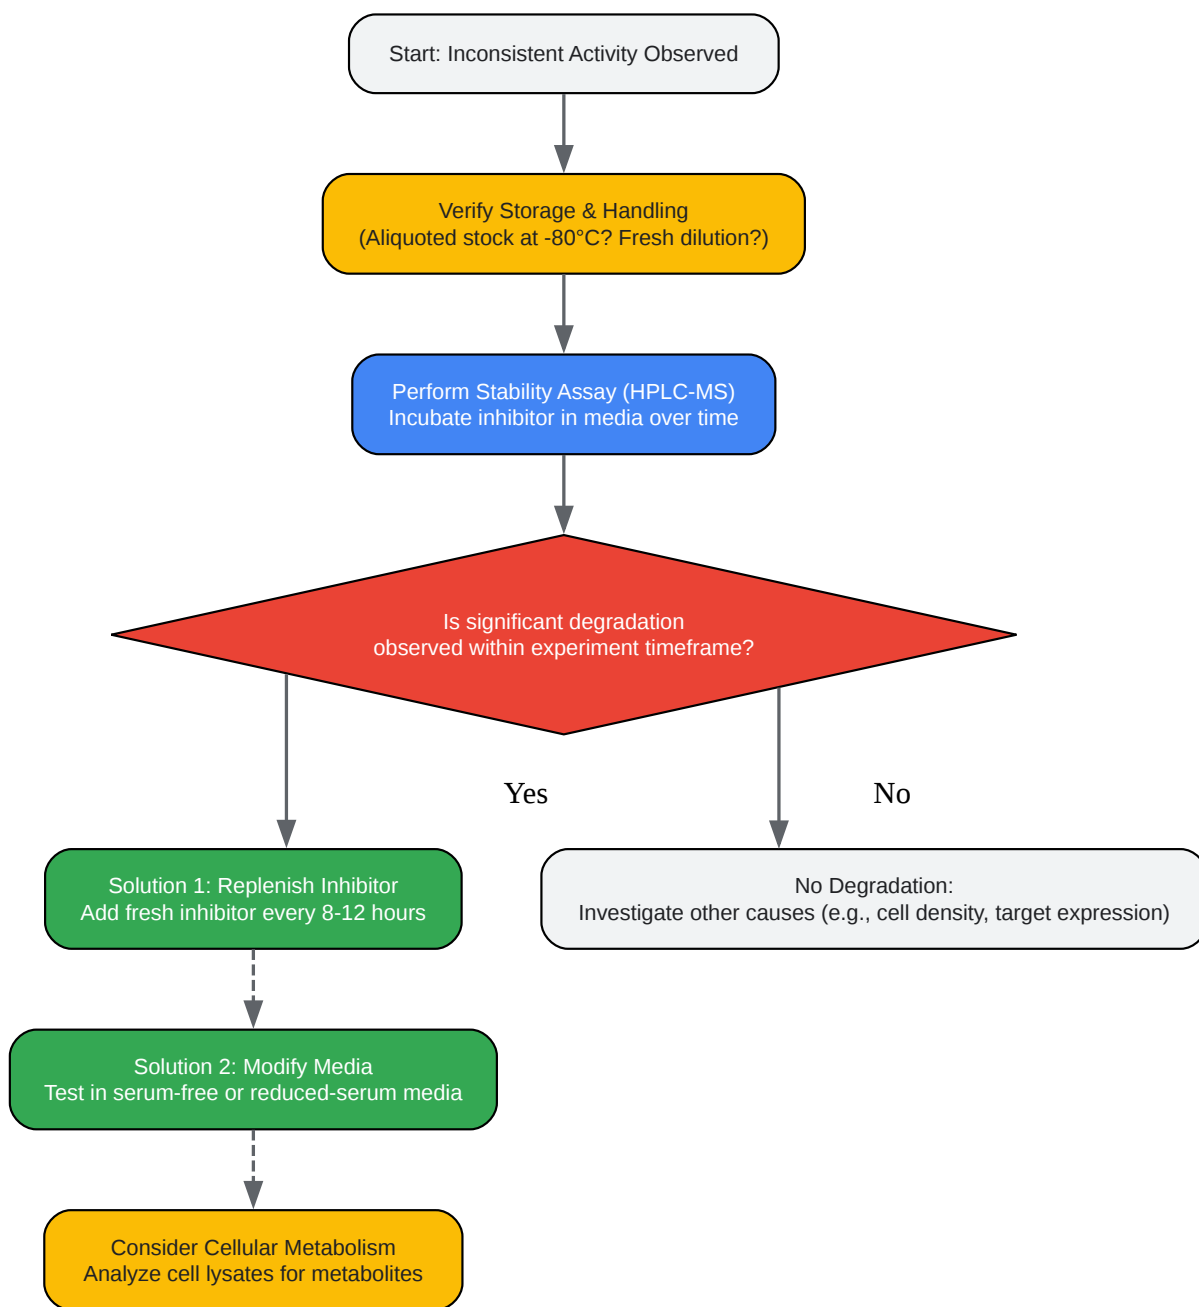 Start: Inconsistent Activity Observed
Verify Storage & Handling
(Aliquoted stock at -80°C? Fresh dilution?)
Perform Stability Assay (HPLC-MS)
Incubate inhibitor in media over time
Is significant degradation
observed within experiment timeframe?
Yes
No
Solution 1: Replenish Inhibitor
Add fresh inhibitor every 8-12 hours
No Degradation:
Investigate other causes (e.g., cell density, target expression)
Solution 2: Modify Media
Test in serum-free or reduced-serum media
Consider Cellular Metabolism
Analyze cell lysates for metabolites